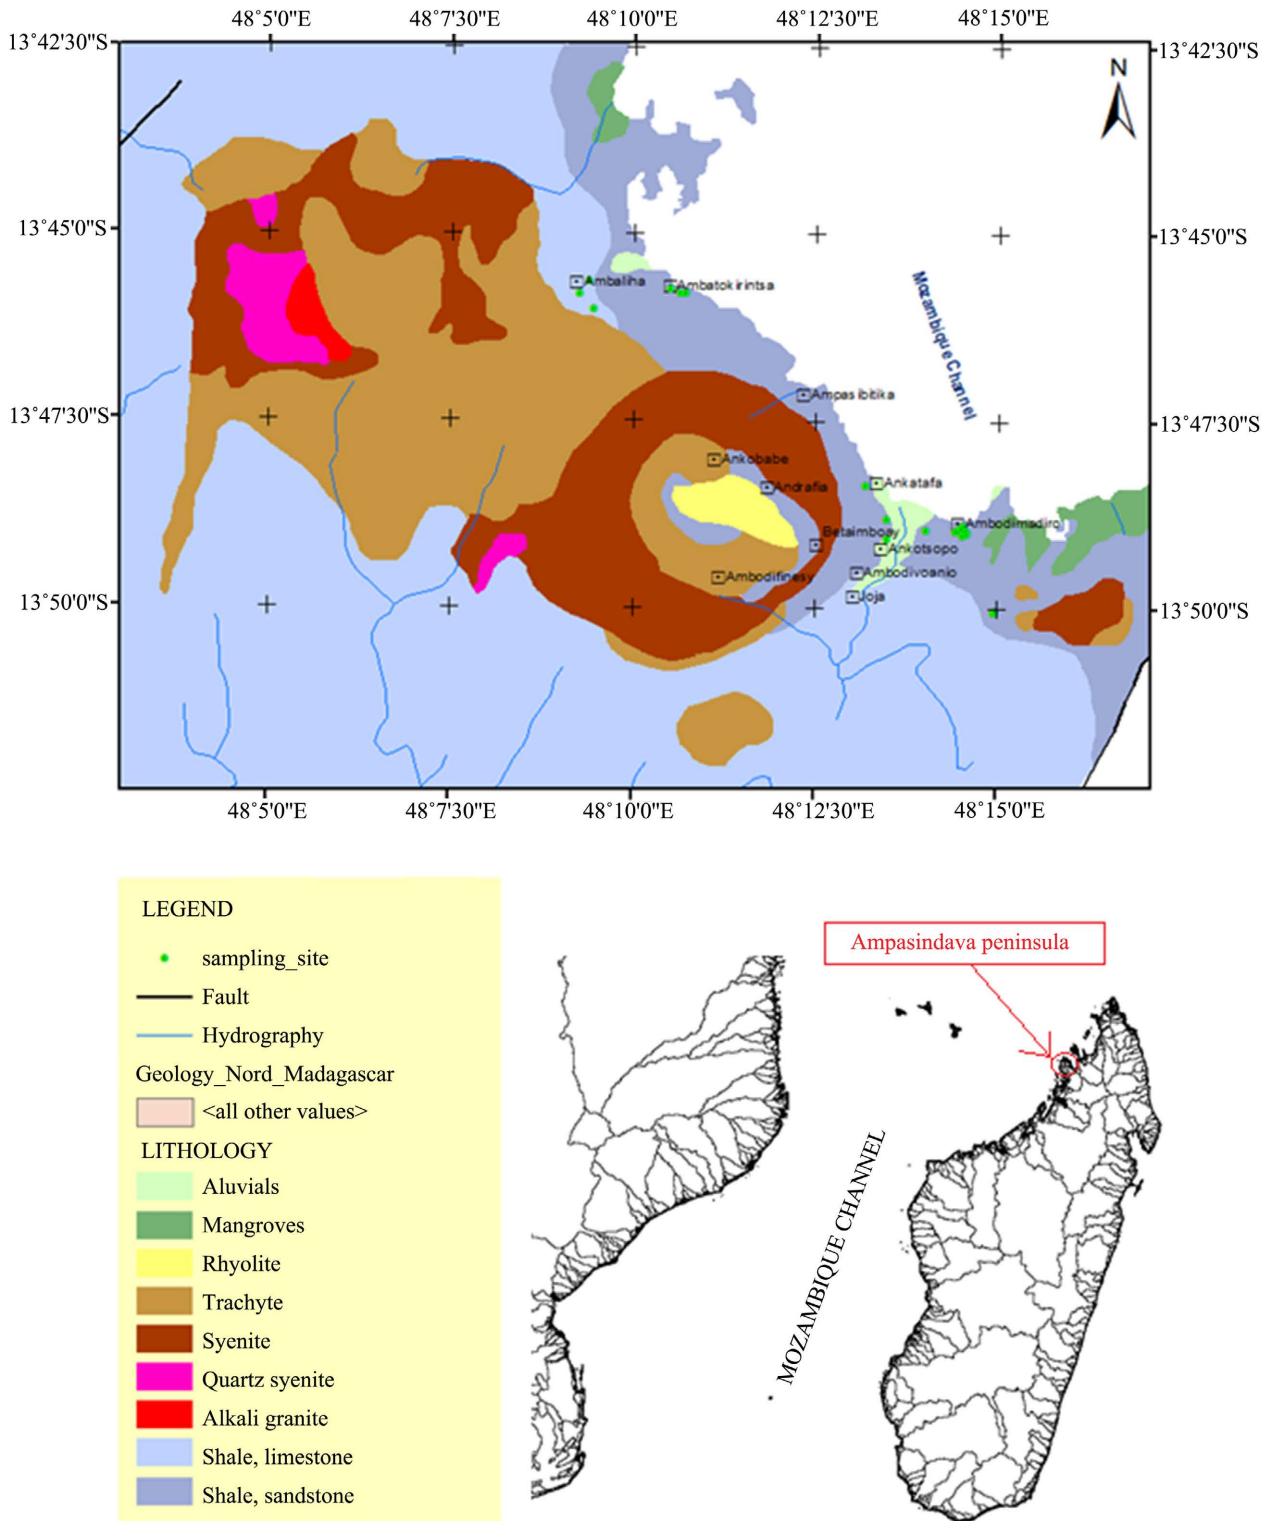 48°5'0"E 48°7'30"E 48°10'0"E 48°12'30"E 48°15'0"E
13°42'30"S 13°42'30"S
N
13°45'0"S 13°45'0"S
Ambaliha
Ambatokirintsa
Mozambique Channel
Ampasibitika
13°47'30"S 13°47'30"S
Ankobabe
Andrafia
Ankatafa
Betaimboay
Ambodimadiro
Ankotsopo
Ambodifinesy
Ambodivoanio
Joja
13°50'0"S 13°50'0"S
48°5'0"E 48°7'30"E 48°10'0"E 48°12'30"E 48°15'0"E
LEGEND
sampling_site
Fault
Hydrography
Geology_Nord_Madagascar
<all other values>
LITHOLOGY
Aluvials
Mangroves
Rhyolite
Trachyte
Syenite
Quartz syenite
Alkali granite
Shale, limestone
Shale, sandstone
Ampasindava peninsula
MOZAMBIQUE CHANNEL